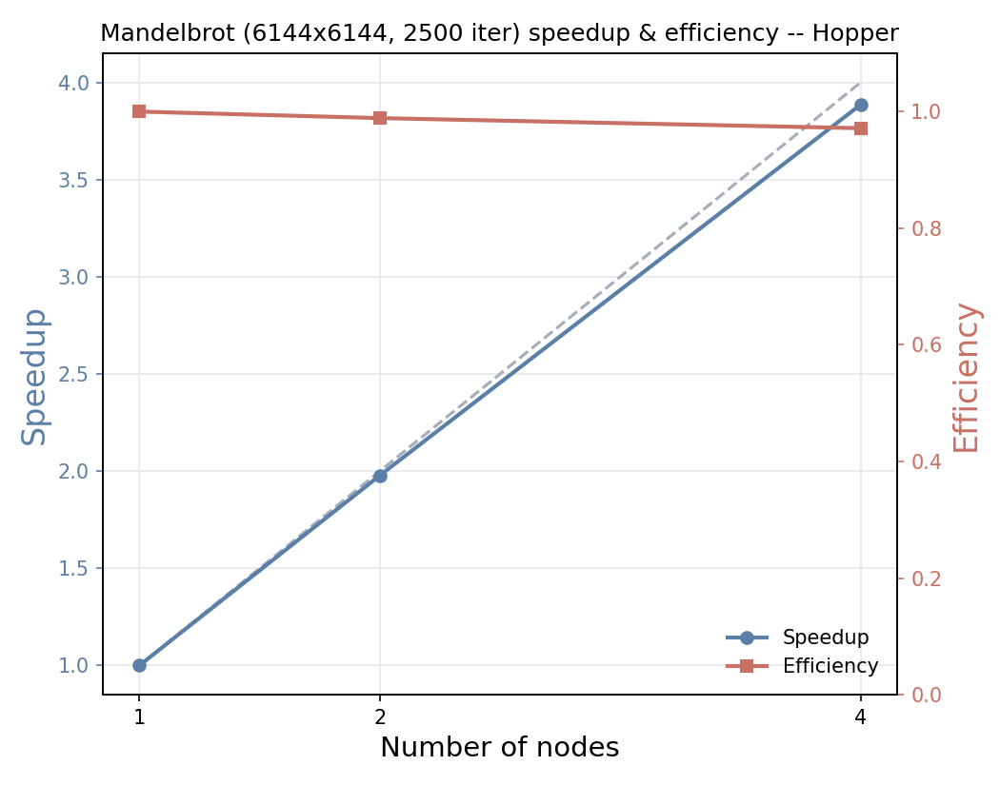 Mandelbrot (6144x6144, 2500 iter) speedup & efficiency -- Hopper
4.0
3.5
3.0
2.5
2.0
1.5
1.0
Speedup
1.0
0.8
0.6
0.4
0.2
0.0
Efficiency
Speedup
Efficiency
1
2
4
Number of nodes